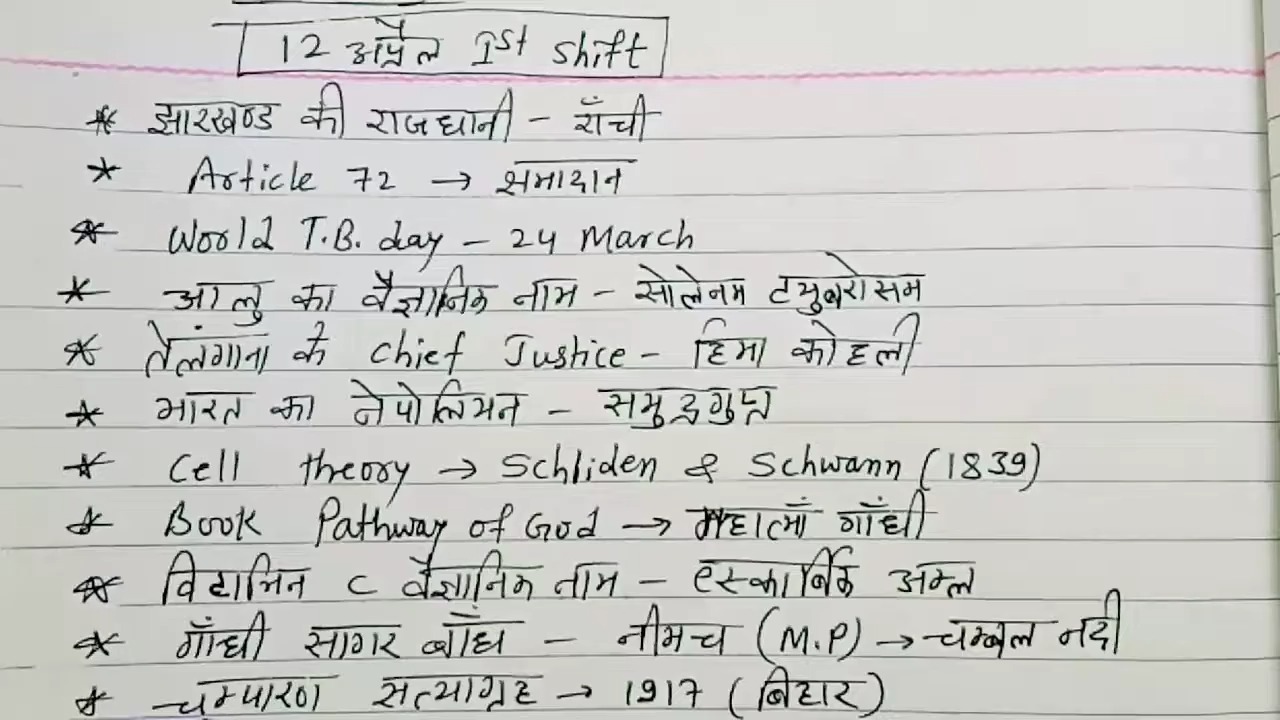 12 अप्रैल 1st shift
* झारखण्ड की राजधानी - राँची
* Article 72 → क्षमादान
* World T.B. day - 24 March
* आलु का वैज्ञानिक नाम - सोलेनम टयुबरोसम
* तेलंगाना के Chief Justice - हिमा कोहली
* भारत का नेपोलियन - समुद्रगुप्त
* Cell theory → Schliden & Schwann (1839)
* Book Pathway of God → महात्माँ गाँधी
* विटामिन C वैज्ञानिक नाम - एस्कार्बिक अम्ल
* गाँधी सागर बाँध - नीमच (M.P) → चम्बल नदी
* चम्पारण सत्याग्रह → 1917 (बिहार)